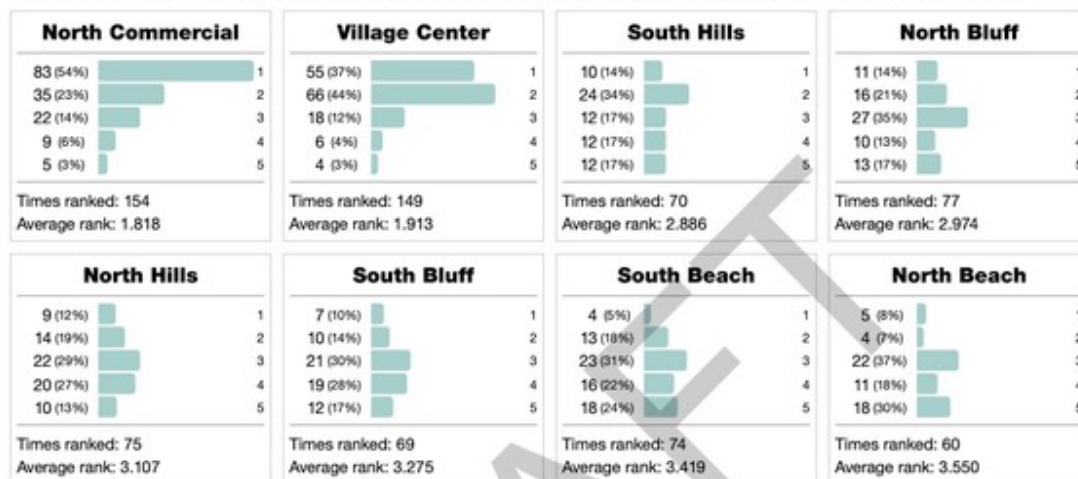 North Commercial
83 (54%) 1
35 (23%) 2
22 (14%) 3
9 (6%) 4
5 (3%) 5
Times ranked: 154
Average rank: 1.818
Village Center
55 (37%) 1
66 (44%) 2
18 (12%) 3
6 (4%) 4
4 (3%) 5
Times ranked: 149
Average rank: 1.913
South Hills
10 (14%) 1
24 (34%) 2
12 (17%) 3
12 (17%) 4
12 (17%) 5
Times ranked: 70
Average rank: 2.886
North Bluff
11 (14%)
16 (21%)
27 (35%)
10 (13%)
13 (17%)
Times ranked: 77
Average rank: 2.974
North Hills
9 (12%) 1
14 (19%) 2
22 (29%) 3
20 (27%) 4
10 (13%) 5
Times ranked: 75
Average rank: 3.107
South Bluff
7 (10%) 1
10 (14%) 2
21 (30%) 3
19 (28%) 4
12 (17%) 5
Times ranked: 69
Average rank: 3.275
South Beach
4 (5%) 1
13 (18%) 2
23 (31%) 3
16 (22%) 4
18 (24%) 5
Times ranked: 74
Average rank: 3.419
North Beach
5 (8%)
4 (7%)
22 (37%)
11 (18%)
18 (30%)
Times ranked: 60
Average rank: 3.550